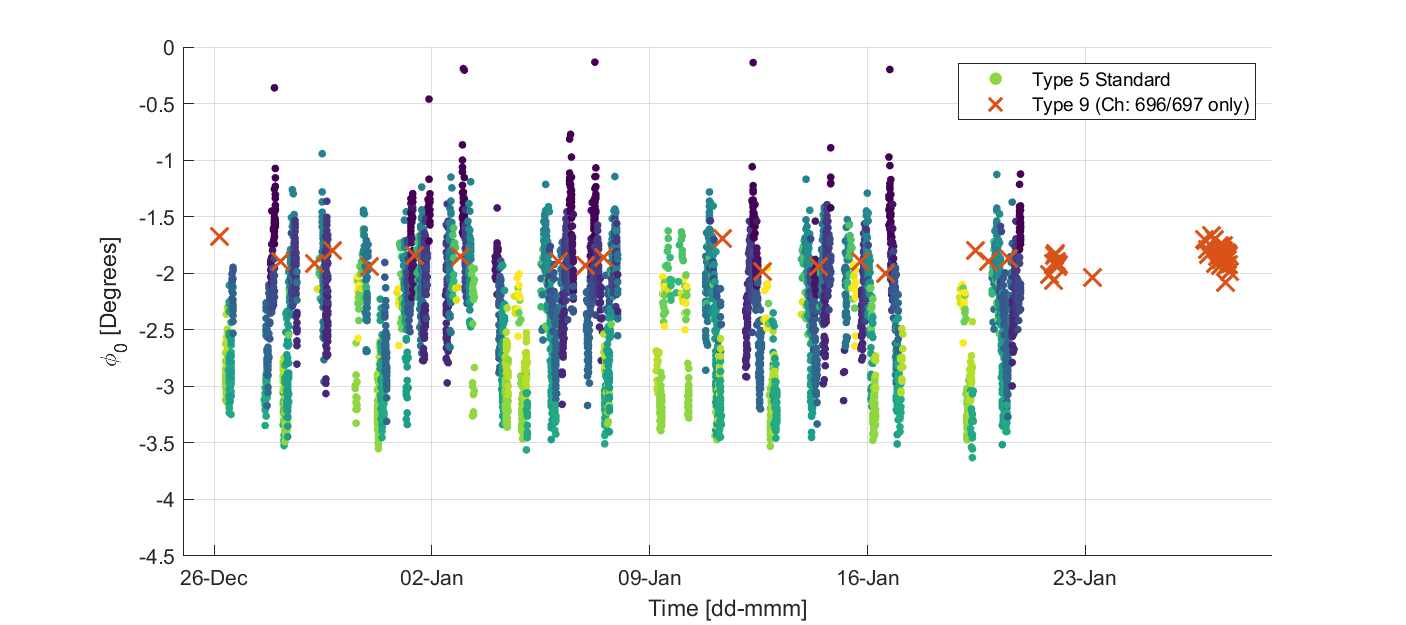 0
-0.5
-1
-1.5
-2
-2.5
-3
-3.5
-4
-4.5
ϕ0 [Degrees]
Type 5 Standard
Type 9 (Ch: 696/697 only)
26-Dec
02-Jan
09-Jan
16-Jan
23-Jan
Time [dd-mmm]